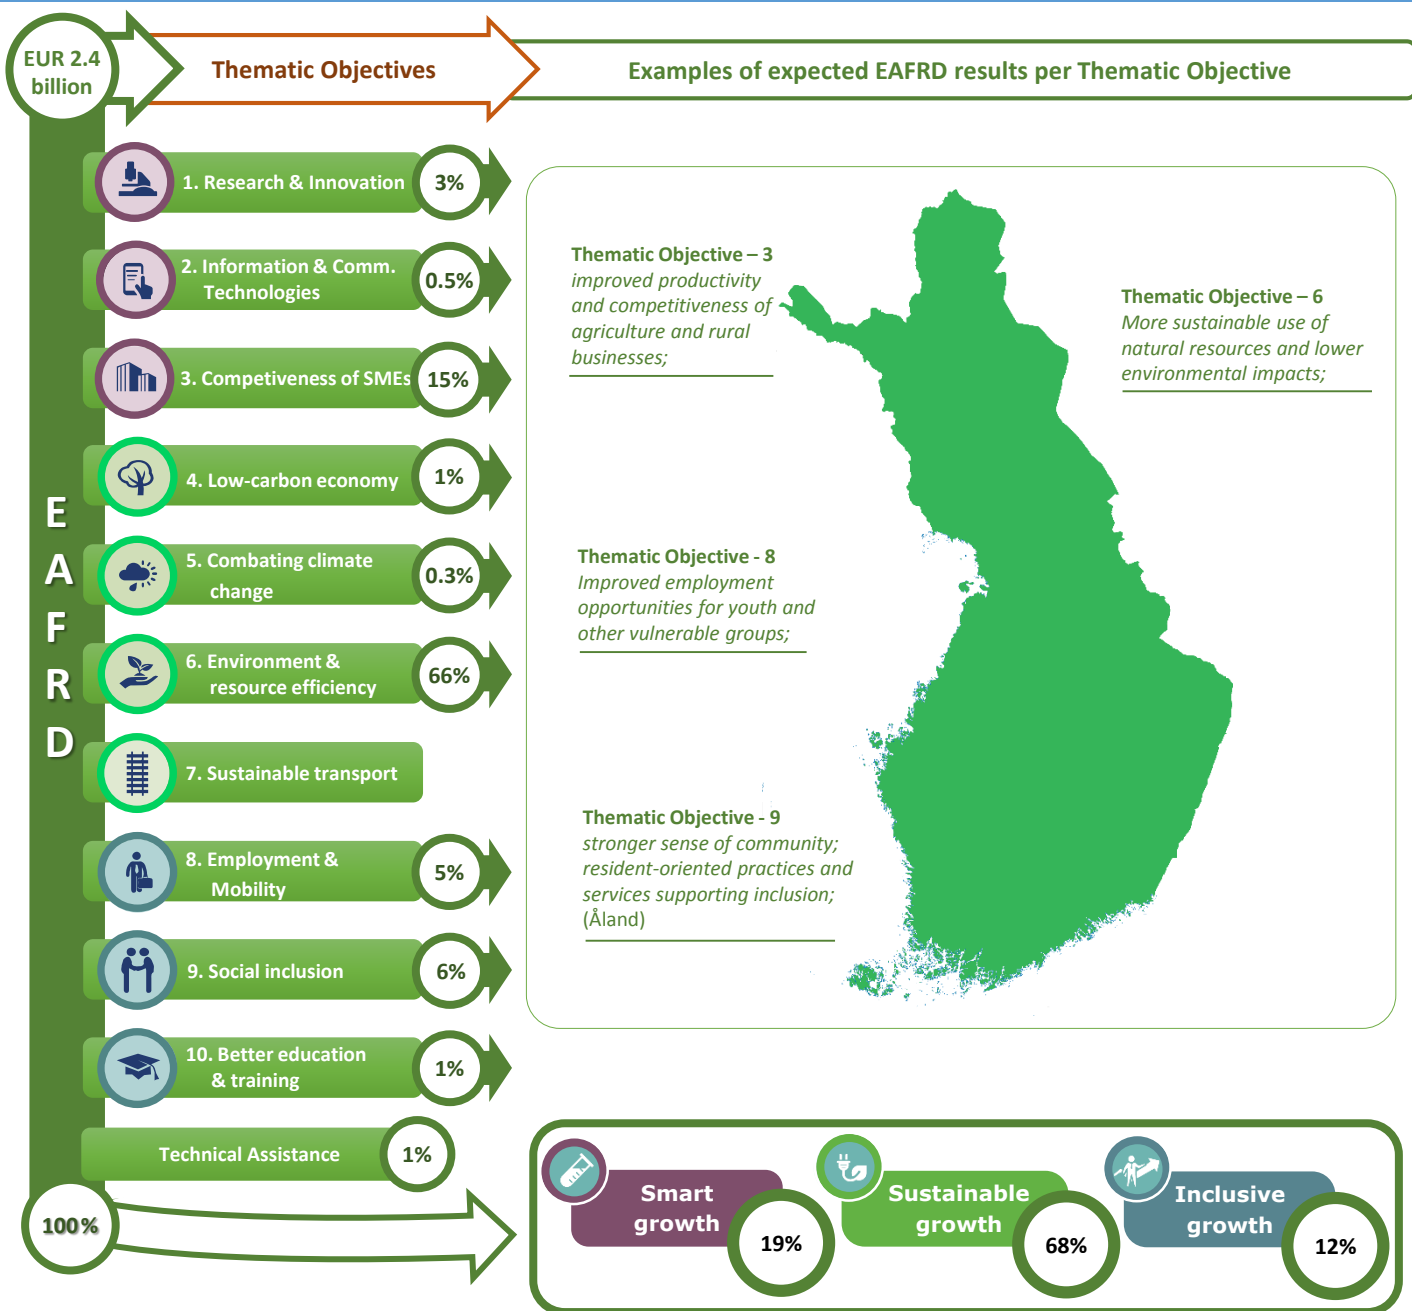 EUR 2.4
billion
Thematic Objectives
Examples of expected EAFRD results per Thematic Objective
E
A
F
R
D
1. Research & Innovation
3%
2. Information & Comm.
Technologies
0.5%
3. Competiveness of SMEs
15%
4. Low-carbon economy
1%
5. Combating climate
change
0.3%
6. Environment &
resource efficiency
66%
7. Sustainable transport
8. Employment &
Mobility
5%
9. Social inclusion
6%
10. Better education
& training
1%
Technical Assistance
1%
100%
Thematic Objective – 3
improved productivity
and competitiveness of
agriculture and rural
businesses;
Thematic Objective – 6
More sustainable use of
natural resources and lower
environmental impacts;
Thematic Objective - 8
Improved employment
opportunities for youth and
other vulnerable groups;
Thematic Objective - 9
stronger sense of community;
resident-oriented practices and
services supporting inclusion;
(Åland)
Smart
growth
19%
Sustainable
growth
68%
Inclusive
growth
12%